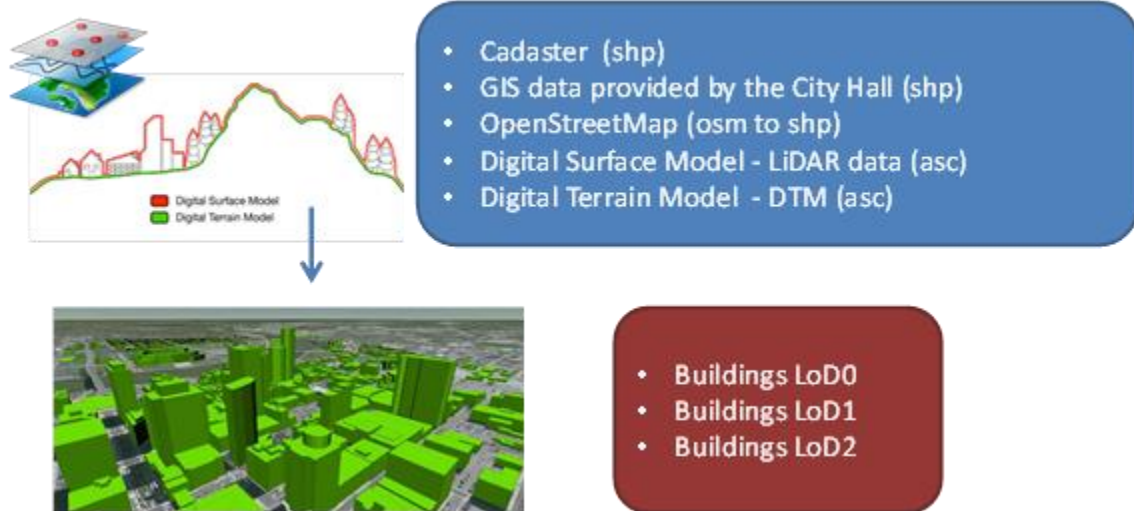 • Cadaster (shp)
• GIS data provided by the City Hall (shp)
• OpenStreetMap (osm to shp)
• Digital Surface Model - LiDAR data (asc)
• Digital Terrain Model - DTM (asc)
Digital Surface Model
Digital Terrain Model
• Buildings LoD0
• Buildings LoD1
• Buildings LoD2